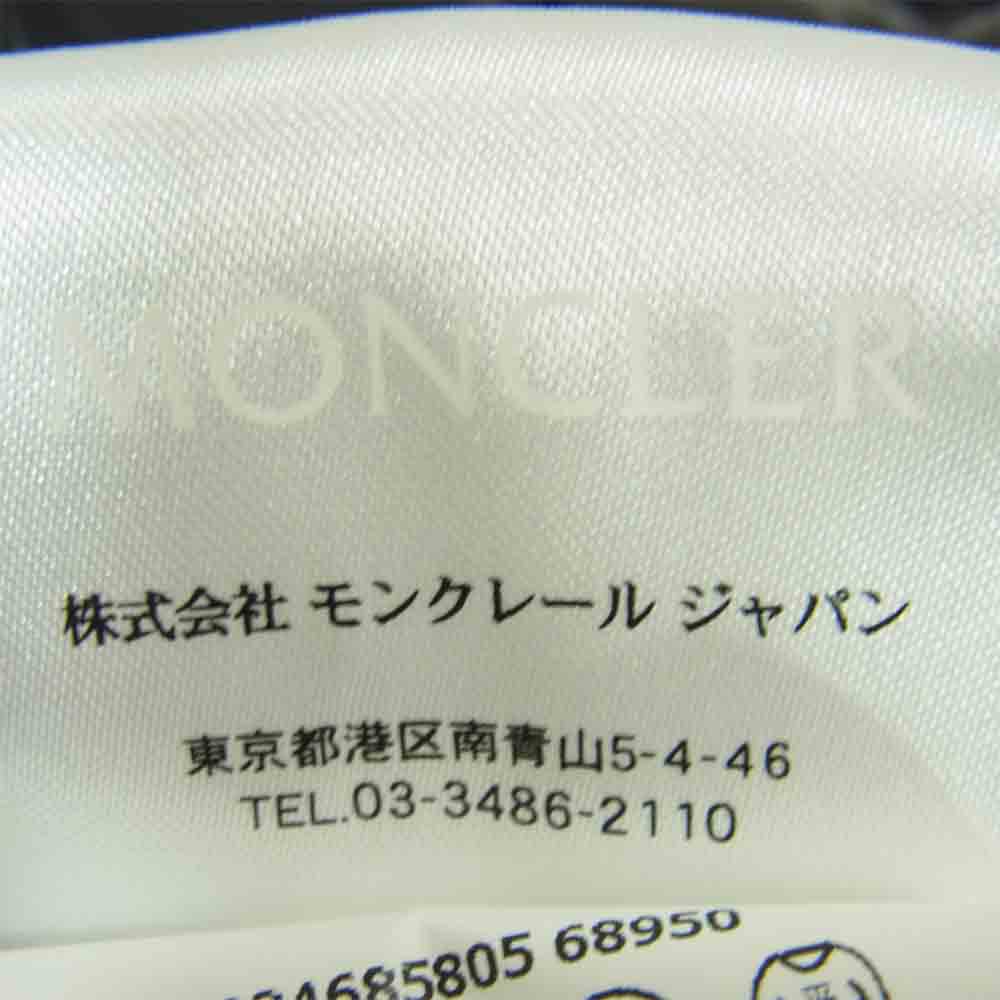 MONCLER
株式会社 モンクレール ジャパン
東京都港区南青山5-4-46
TEL.03-3486-2110
4685805 68950
平